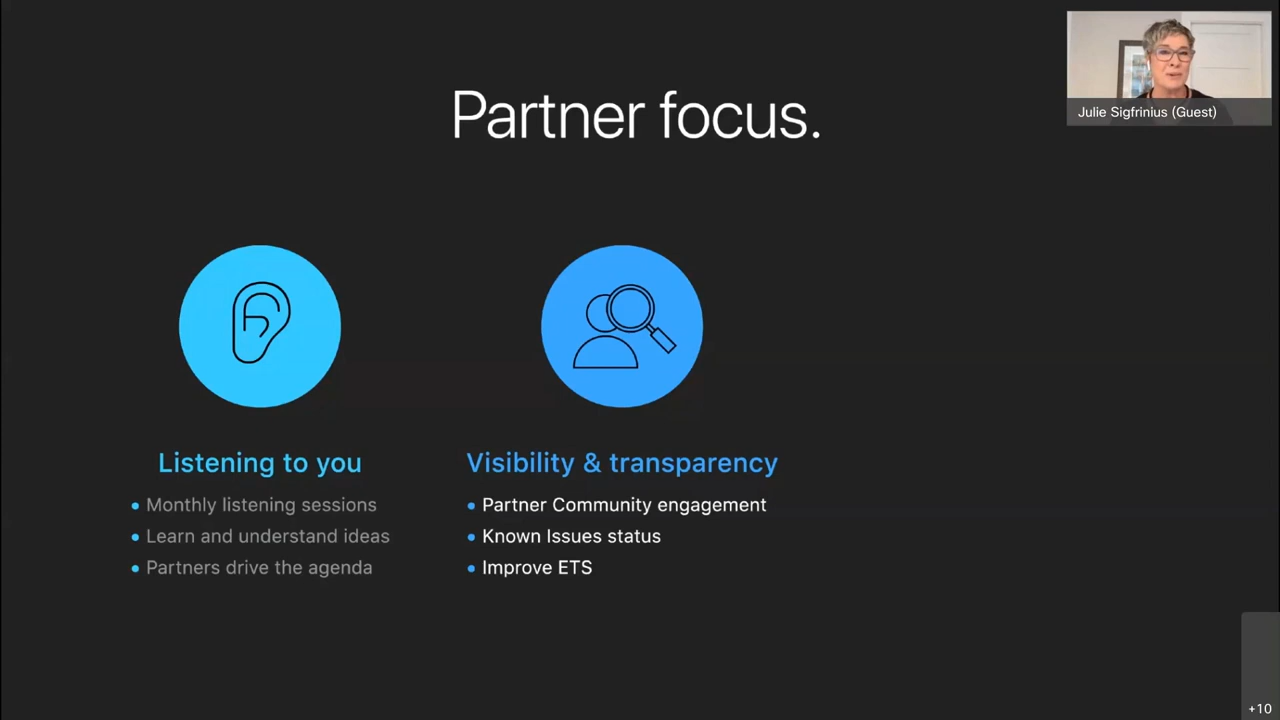 Partner focus.
Julie Sigfrinius (Guest)
Listening to you
Monthly listening sessions
Learn and understand ideas
Partners drive the agenda
Visibility & transparency
Partner Community engagement
Known Issues status
Improve ETS
+10